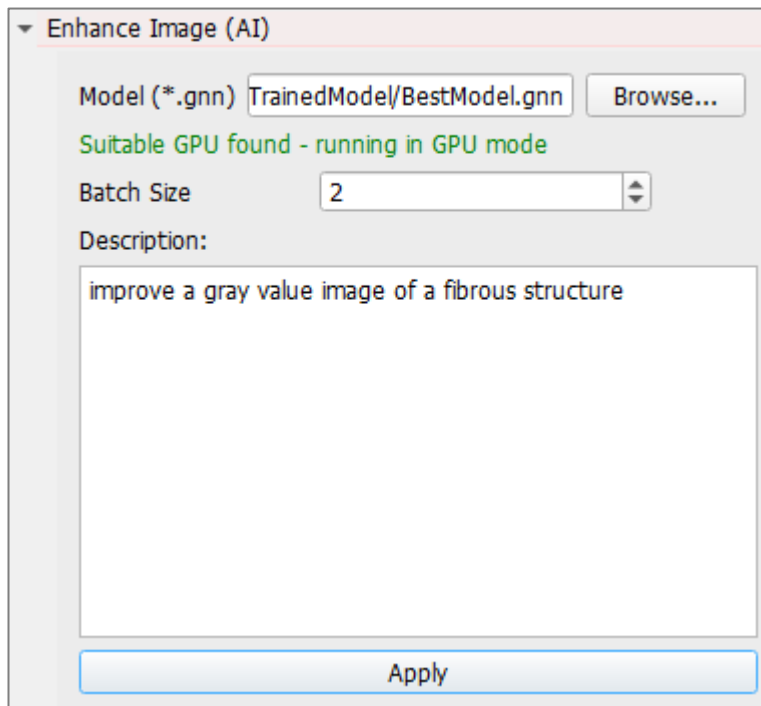 Enhance Image (AI)
Model (*.gnn) TrainedModel/BestModel.gnn Browse...
Suitable GPU found - running in GPU mode
Batch Size 2
Description:
improve a gray value image of a fibrous structure
Apply